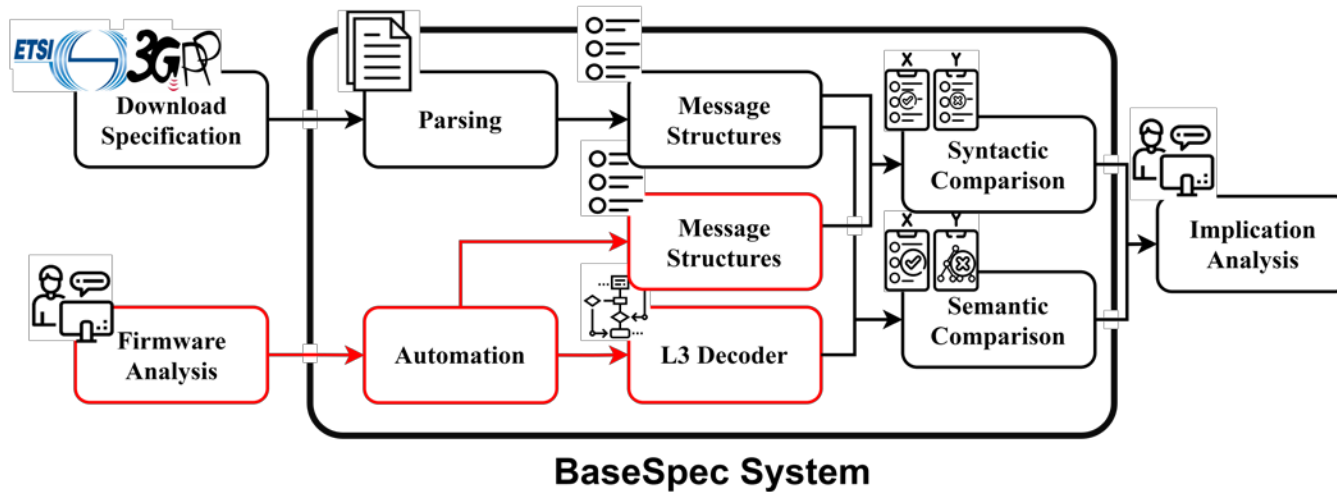 ETSI
3GPP
Download
Specification
Parsing
Message
Structures
X Y
Syntactic
Comparison
Message
Structures
X Y
Semantic
Comparison
Implication
Analysis
Firmware
Analysis
Automation
L3 Decoder
BaseSpec System